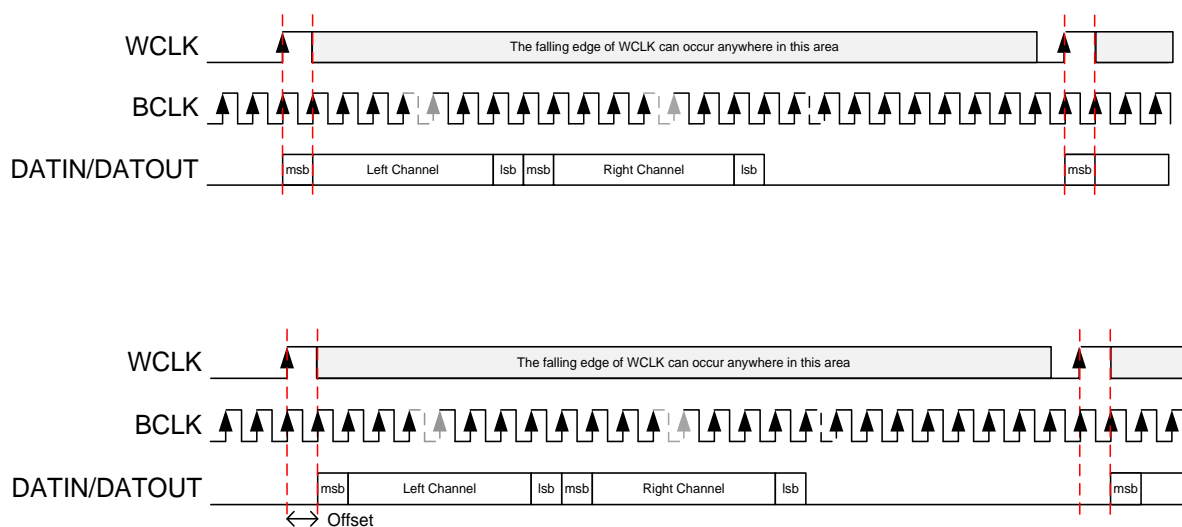 WCLK
The falling edge of WCLK can occur anywhere in this area
BCLK
DATIN/DATOUT
msb Left Channel lsb msb Right Channel lsb msb
WCLK
The falling edge of WCLK can occur anywhere in this area
BCLK
DATIN/DATOUT
msb Left Channel lsb msb Right Channel lsb msb
Offset